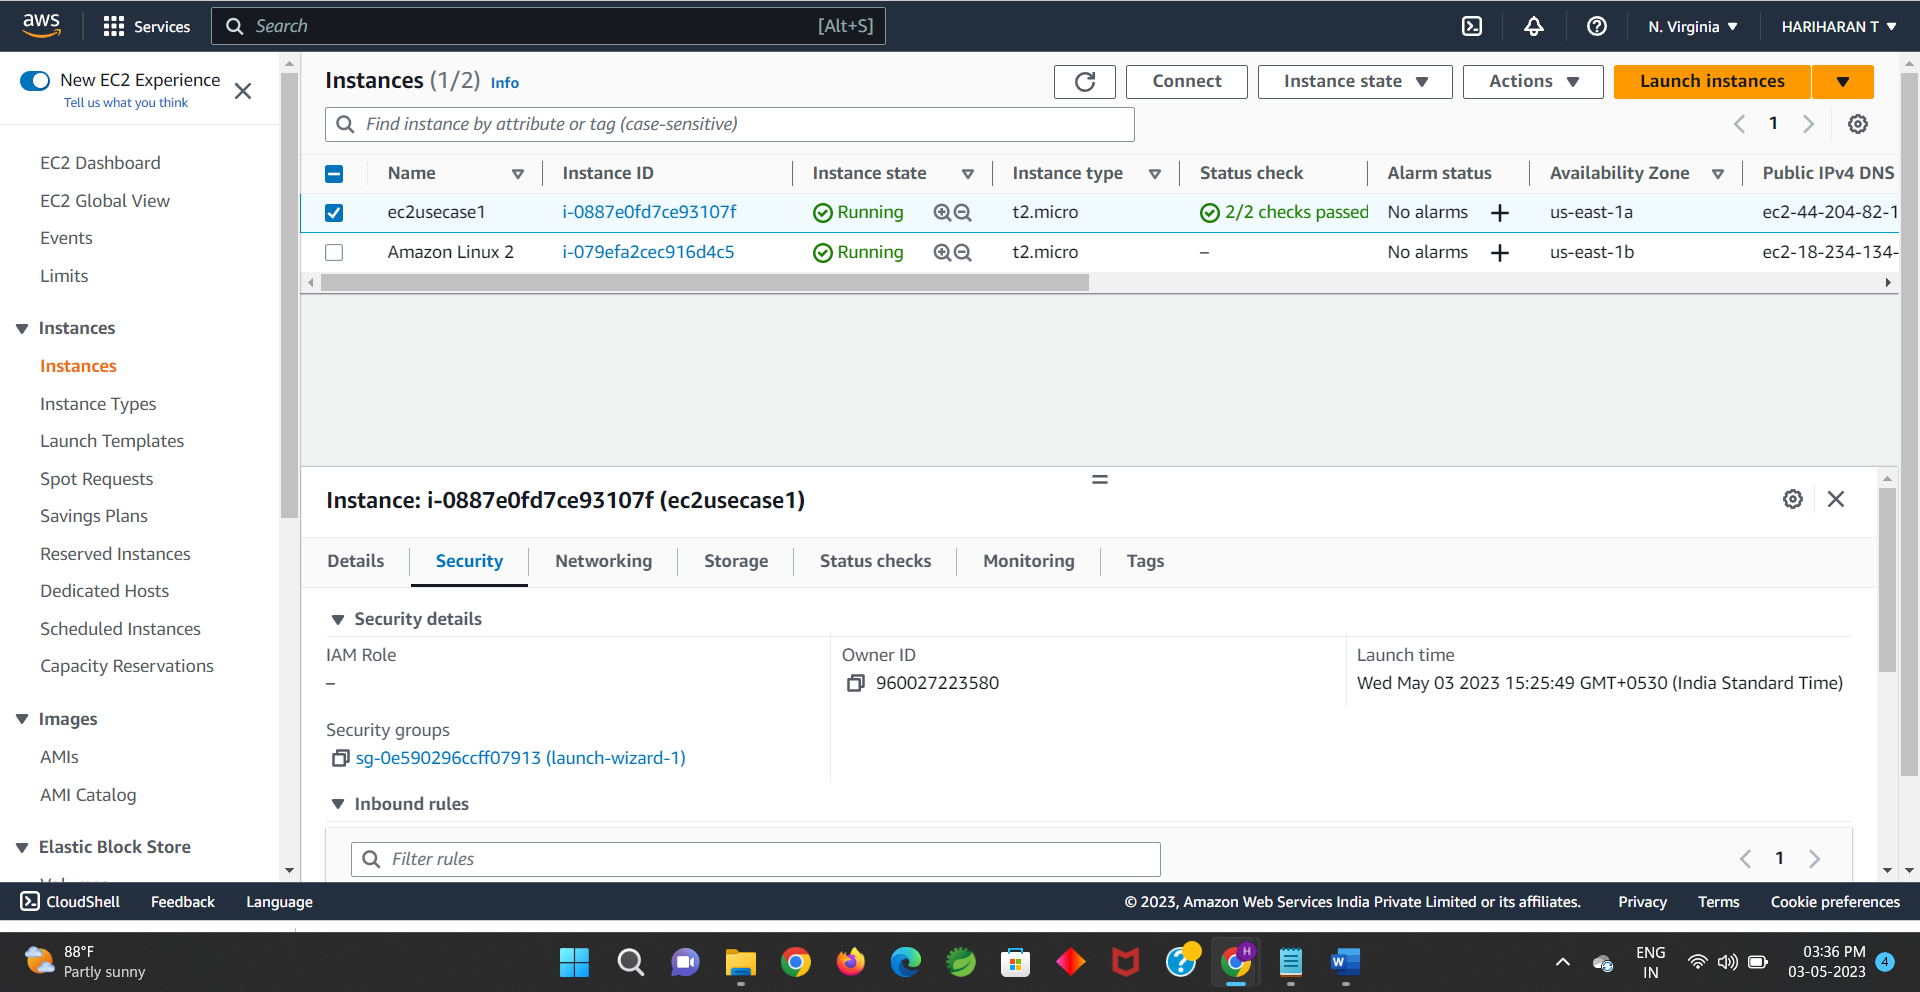 aws
Services
Search
[Alt+S]
N. Virginia
HARIHARAN T
New EC2 Experience
Tell us what you think
EC2 Dashboard
EC2 Global View
Events
Limits
Instances
Instances
Instance Types
Launch Templates
Spot Requests
Savings Plans
Reserved Instances
Dedicated Hosts
Scheduled Instances
Capacity Reservations
Images
AMIs
AMI Catalog
Elastic Block Store
Instances (1/2) Info
Connect
Instance state
Actions
Launch instances
Find instance by attribute or tag (case-sensitive)
1
Name Instance ID Instance state Instance type Status check Alarm status Availability Zone Public IPv4 DNS
ec2usecase1 i-0887e0fd7ce93107f Running t2.micro 2/2 checks passed No alarms + us-east-1a ec2-44-204-82-1
Amazon Linux 2 i-079efa2cec916d4c5 Running t2.micro – No alarms + us-east-1b ec2-18-234-134-
Instance: i-0887e0fd7ce93107f (ec2usecase1)
Details Security Networking Storage Status checks Monitoring Tags
Security details
IAM Role
–
Owner ID
960027223580
Launch time
Wed May 03 2023 15:25:49 GMT+0530 (India Standard Time)
Security groups
sg-0e590296ccff07913 (launch-wizard-1)
Inbound rules
Filter rules
1
CloudShell Feedback Language
© 2023, Amazon Web Services India Private Limited or its affiliates. Privacy Terms Cookie preferences
88°F
Partly sunny
H
W
ENG
IN
03:36 PM
03-05-2023
4